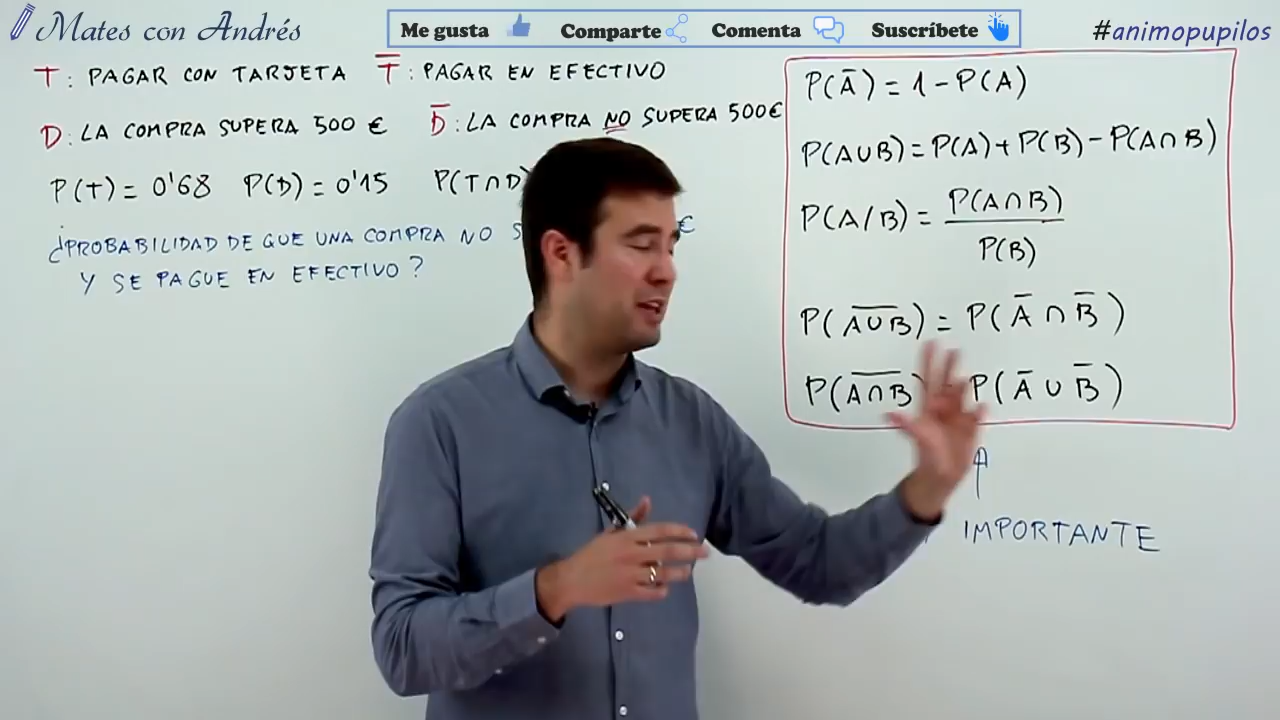 Mates con Andrés
Me gusta Comparte Comenta Suscríbete
#animopupilos
T: PAGAR CON TARJETA T̅: PAGAR EN EFECTIVO
D: LA COMPRA SUPERA 500 € D̅: LA COMPRA NO SUPERA 500€
P(T)= 0'68 P(D)= 0'15 P(T∩D)
¿PROBABILIDAD DE QUE UNA COMPRA NO S €
Y SE PAGUE EN EFECTIVO?
P(A̅)= 1-P(A)
P(A∪B)=P(A)+P(B)-P(A∩B)
P(A/B)= P(A∩B)
P(B)
P(A̅∪̅B̅)= P(A̅∩B̅)
P(A̅∩̅B̅) P(A̅∪B̅)
IMPORTANTE